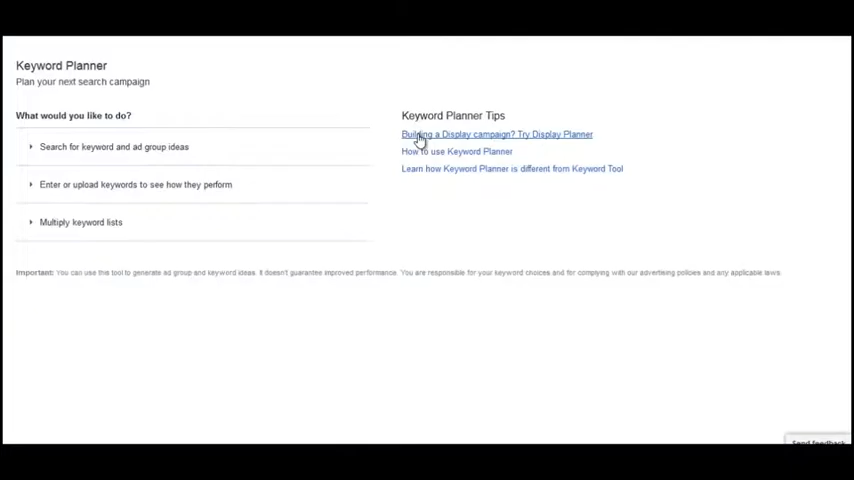 Keyword Planner
Plan your next search campaign
What would you like to do?
Search for keyword and ad group ideas
Enter or upload keywords to see how they perform
Multiply keyword lists
Keyword Planner Tips
Building a Display campaign? Try Display Planner
How to use Keyword Planner
Learn how Keyword Planner is different from Keyword Tool
Important: You can use this tool to generate ad group and keyword ideas. It doesn't guarantee improved performance. You are responsible for your keyword choices and for complying with our advertising policies and any applicable laws.
Send feedback